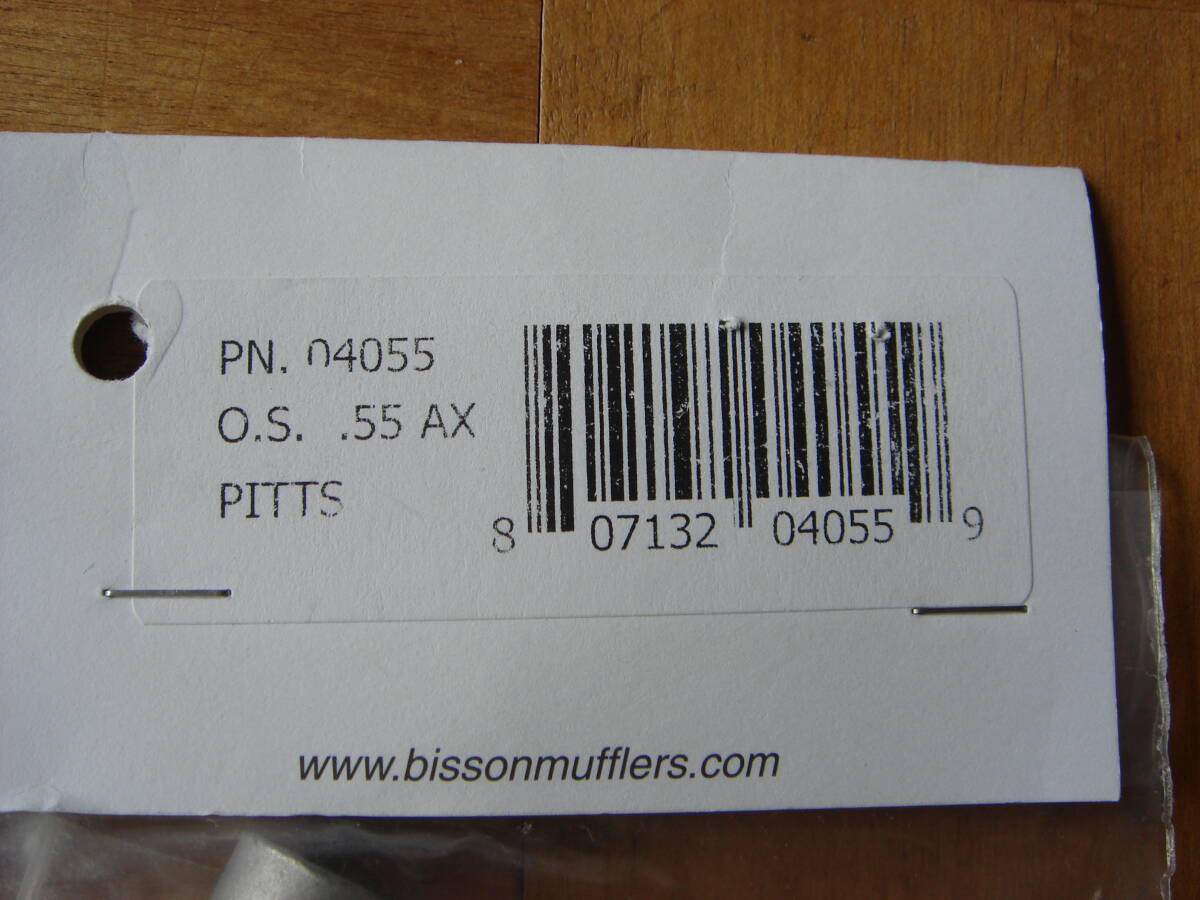 PN. 04055
O.S. .55 AX
PITTS
8 07132 04055 9
www.bissonmufflers.com